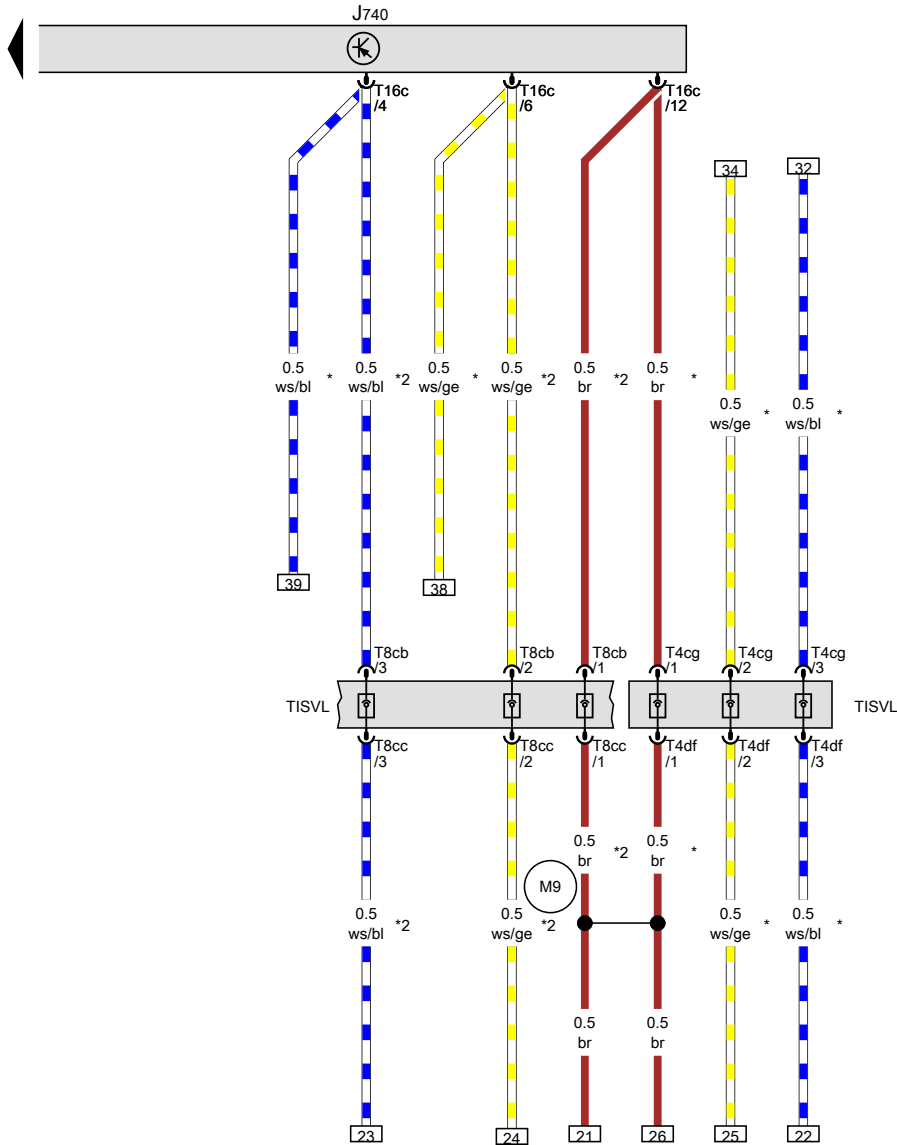 J740
T16c T16c T16c
/4 /6 /12
34 32
0.5 0.5 0.5 0.5 0.5 0.5
ws/bl * ws/bl *2 ws/ge * ws/ge *2 br *2 br *
0.5 0.5
ws/ge * ws/bl *
39 38
T8cb T8cb T8cb T4cg T4cg T4cg
/3 /2 /1 /1 /2 /3
TISVL TISVL
T8cc T8cc T8cc T4df T4df T4df
/3 /2 /1 /1 /2 /3
0.5 0.5
br *2 br *
M9
0.5 0.5 0.5 0.5
ws/bl *2 ws/ge *2 ws/ge * ws/bl *
0.5 0.5
br br
23 24 21 26 25 22